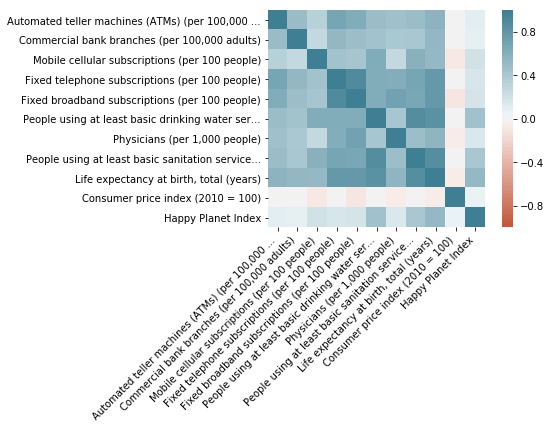 Automated teller machines (ATMs) (per 100,000 ...
Commercial bank branches (per 100,000 adults)
Mobile cellular subscriptions (per 100 people)
Fixed telephone subscriptions (per 100 people)
Fixed broadband subscriptions (per 100 people)
People using at least basic drinking water ser...
Physicians (per 1,000 people)
People using at least basic sanitation service...
Life expectancy at birth, total (years)
Consumer price index (2010 = 100)
Happy Planet Index
0.8
0.4
0.0
−0.4
−0.8
Automated teller machines (ATMs) (per 100,000 ...
Commercial bank branches (per 100,000 adults)
Mobile cellular subscriptions (per 100 people)
Fixed telephone subscriptions (per 100 people)
Fixed broadband subscriptions (per 100 people)
People using at least basic drinking water ser...
Physicians (per 1,000 people)
People using at least basic sanitation service...
Life expectancy at birth, total (years)
Consumer price index (2010 = 100)
Happy Planet Index